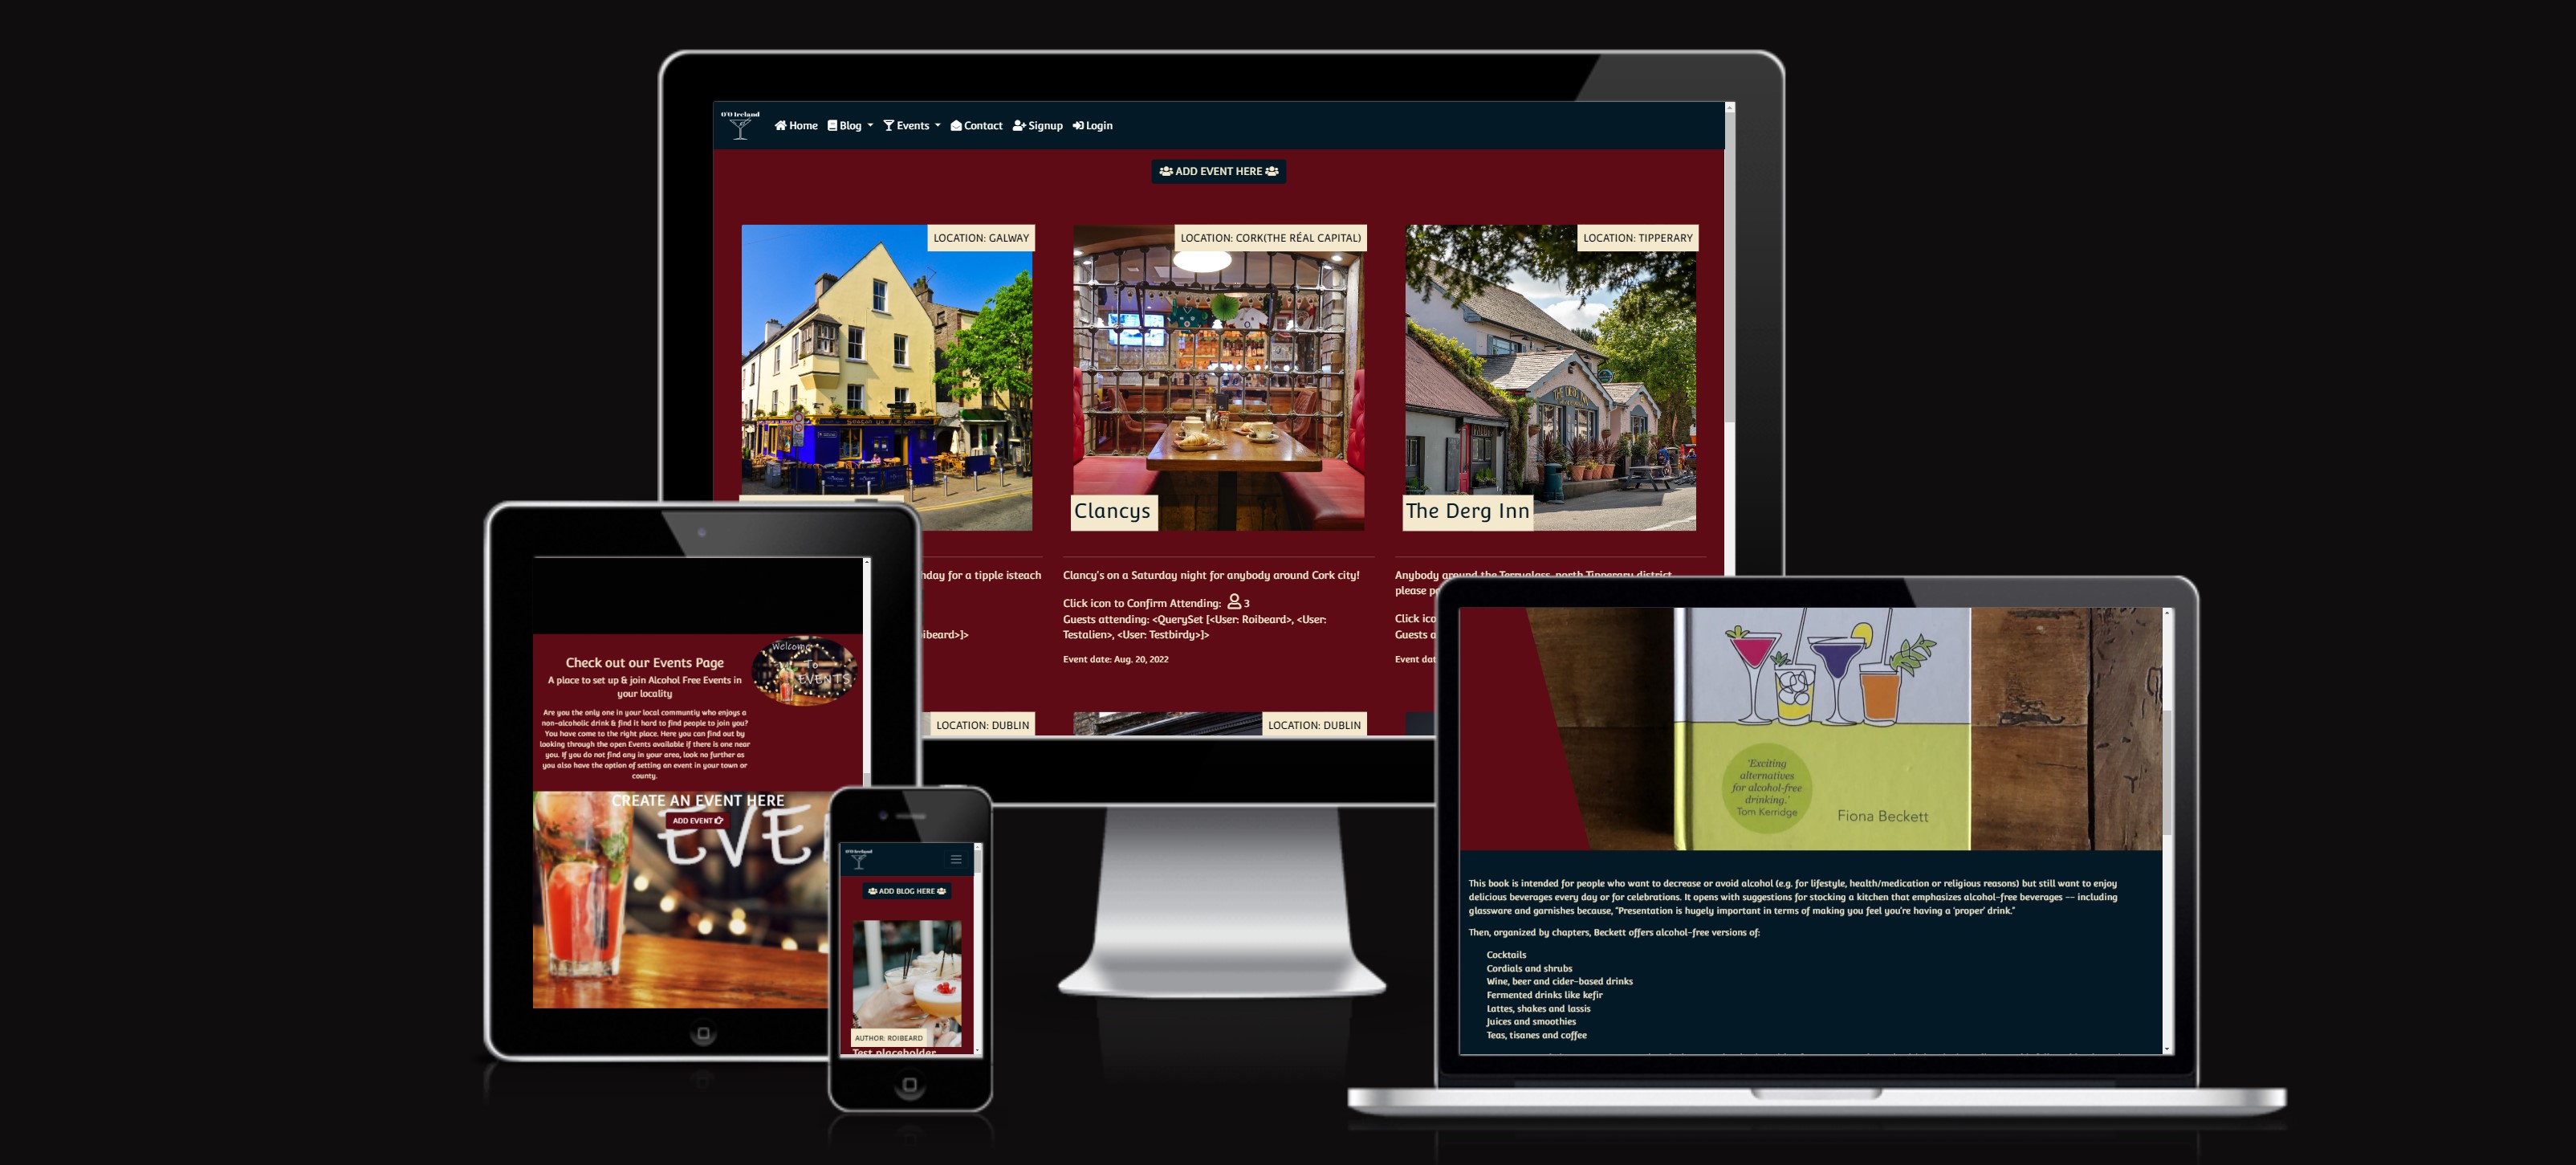 O'O Ireland
Home Blog Events Contact Signup Login
ADD EVENT HERE
LOCATION: GALWAY
LOCATION: CORK(THE RÉAL CAPITAL)
LOCATION: TIPPERARY
THE DERG INN
Clancys
The Derg Inn
day for a tipple isteach
ibeard>]>
Clancy's on a Saturday night for anybody around Cork city!
Click icon to Confirm Attending: 3
Guests attending: <QuerySet [<User: Roibeard>, <User:
Testalien>, <User: Testbirdy>]>
Event date: Aug. 20, 2022
Anybody around the Terryglass, north Tipperary district
please
Click ico
Guests a
Event dat
LOCATION: DUBLIN
LOCATION: DUBLIN
Check out our Events Page
A place to set up & join Alcohol Free Events in
your locality
Are you the only one in your local communtiy who enjoys a
non-alcoholic drink & find it hard to find people to join you?
You have come to the right place. Here you can find out by
looking through the open Events available if there is one near
you. If you do not find any in your area, look no further as
you also have the option of setting an event in your town or
county.
Welcome
To
EVENTS
CREATE AN EVENT HERE
ADD EVENT
EVE
O'O Ireland
ADD BLOG HERE
AUTHOR: ROIBEARD
Test placeholder
'Exciting
alternatives
for alcohol-free
drinking.'
Tom Kerridge
Fiona Beckett
This book is intended for people who want to decrease or avoid alcohol (e.g. for lifestyle, health/medication or religious reasons) but still want to enjoy
delicious beverages every day or for celebrations. It opens with suggestions for stocking a kitchen that emphasizes alcohol-free beverages -- including
glassware and garnishes because, "Presentation is hugely important in terms of making you feel you're having a 'proper' drink."
Then, organized by chapters, Beckett offers alcohol-free versions of:
Cocktails
Cordials and shrubs
Wine, beer and cider-based drinks
Fermented drinks like kefir
Lattes, shakes and lassis
Juices and smoothies
Teas, tisanes and coffee